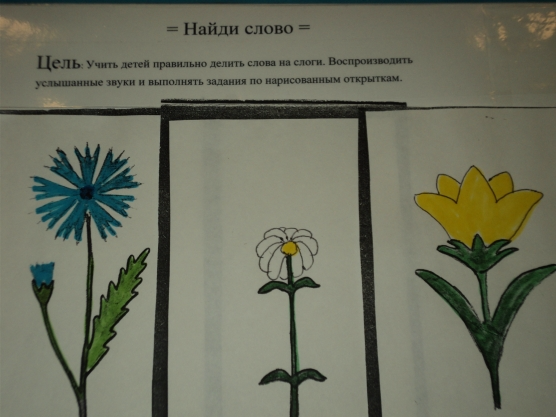 = Найди слово =
Цель: Учить детей правильно делить слова на слоги. Воспроизводить
услышанные звуки и выполнять задания по нарисованным открыткам.